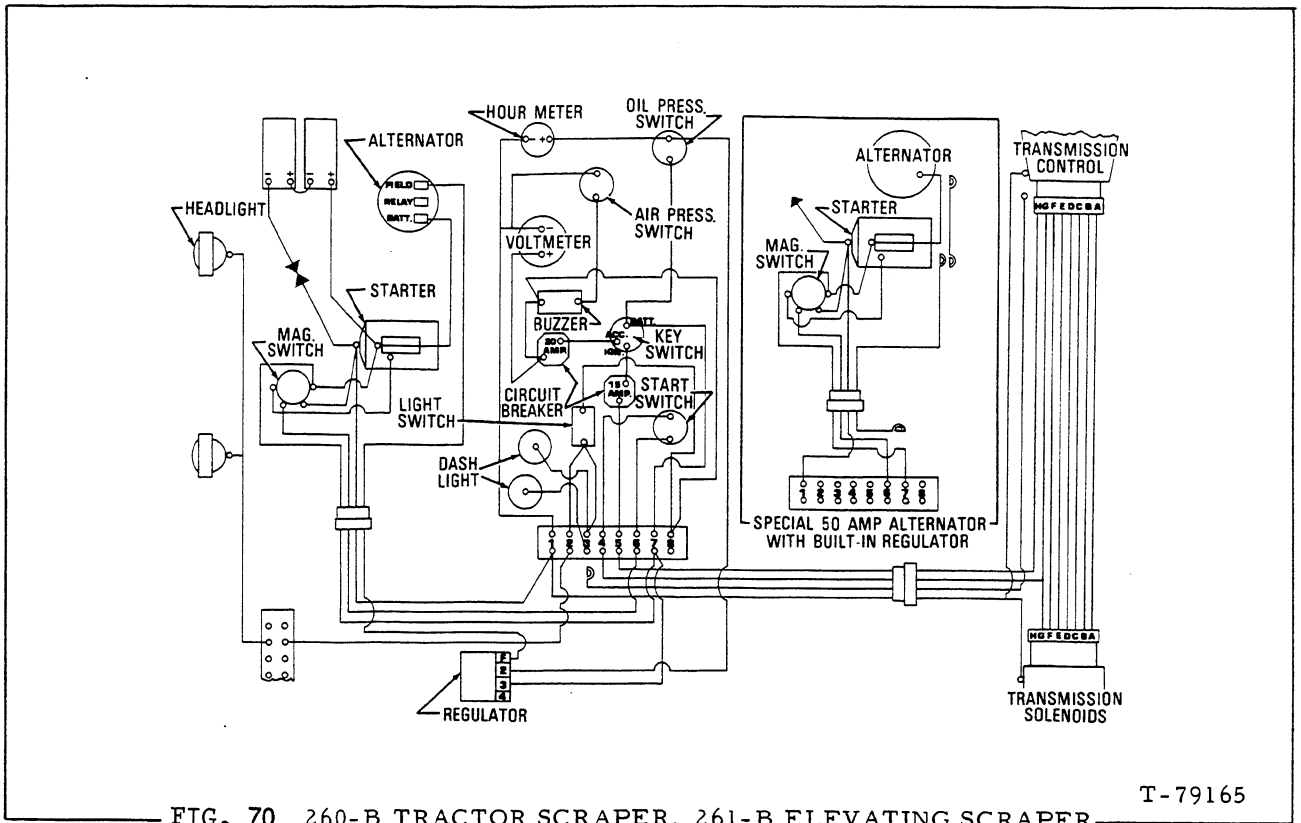 HOUR METER
OIL PRESS.
SWITCH
ALTERNATOR
- + - +
FIELD
RELAY
BATT.
HEADLIGHT
- +
AIR PRESS.
SWITCH
VOLTMETER
-
+
STARTER
MAG.
SWITCH
BUZZER
BATT.
ACC.
IGN.
KEY
SWITCH
20
AMP
15
AMP.
CIRCUIT
BREAKER
START
SWITCH
LIGHT
SWITCH
DASH
LIGHT
1 2 3 4 5 6 7 8
F
2
3
4
REGULATOR
ALTERNATOR
STARTER
MAG.
SWITCH
1 2 3 4 5 6 7 8
SPECIAL 50 AMP ALTERNATOR
WITH BUILT-IN REGULATOR
TRANSMISSION
CONTROL
H G F E D C B A
H G F E D C B A
TRANSMISSION
SOLENOIDS
T-79165
FIG. 70 260-B TRACTOR SCRAPER, 261-B ELEVATING SCRAPER